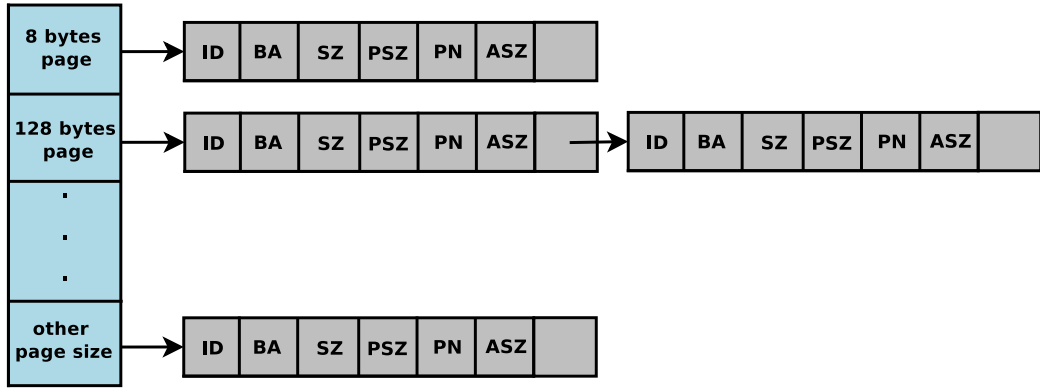 8 bytes
page
ID BA SZ PSZ PN ASZ
128 bytes
page
ID BA SZ PSZ PN ASZ
ID BA SZ PSZ PN ASZ
.
.
.
other
page size
ID BA SZ PSZ PN ASZ